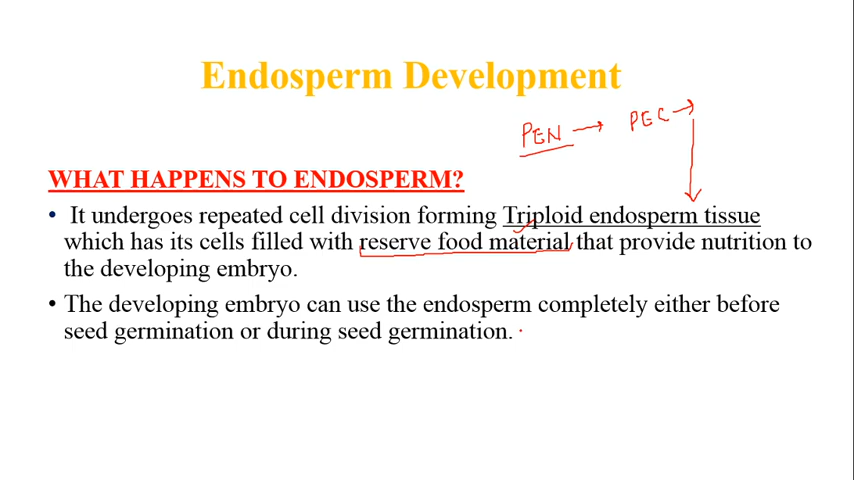 Endosperm Development
PEN → PEC →
WHAT HAPPENS TO ENDOSPERM?
• It undergoes repeated cell division forming Triploid endosperm tissue
which has its cells filled with reserve food material that provide nutrition to
the developing embryo.
• The developing embryo can use the endosperm completely either before
seed germination or during seed germination.